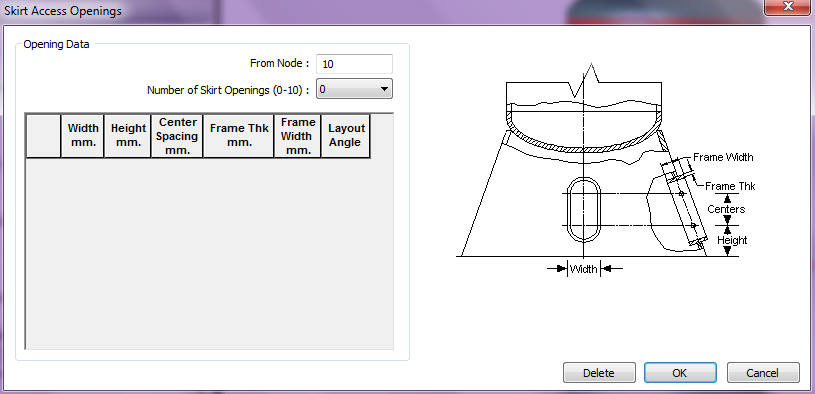 Skirt Access Openings
Opening Data
From Node : 10
Number of Skirt Openings (0-10) : 0
Width mm.
Height mm.
Center Spacing mm.
Frame Thk mm.
Frame Width mm.
Layout Angle
Frame Width
Frame Thk
Centers
Height
Width
Delete
OK
Cancel